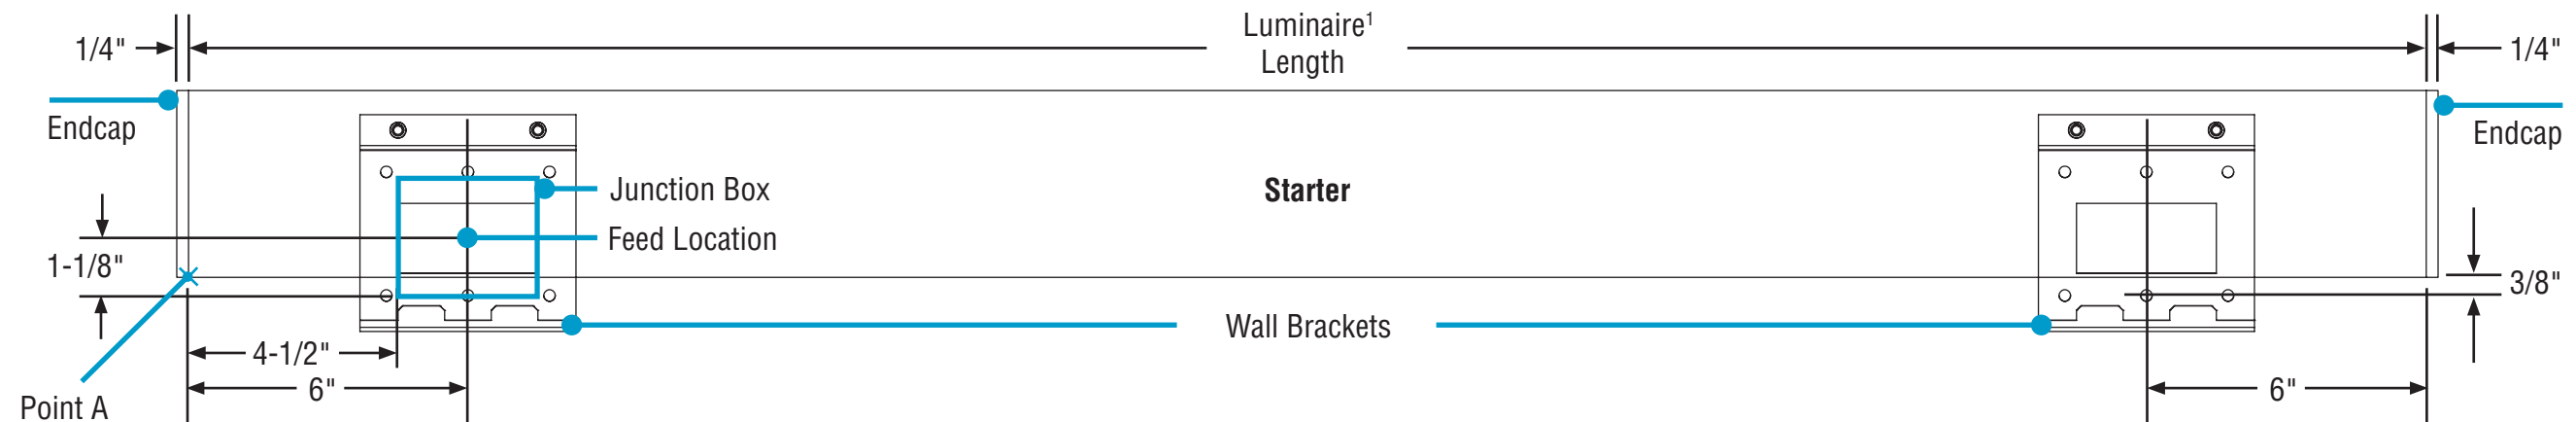 Luminaire¹
Length
1/4"
1/4"
Endcap
Endcap
Junction Box
Starter
Feed Location
1-1/8"
3/8"
Wall Brackets
4-1/2"
6"
6"
Point A